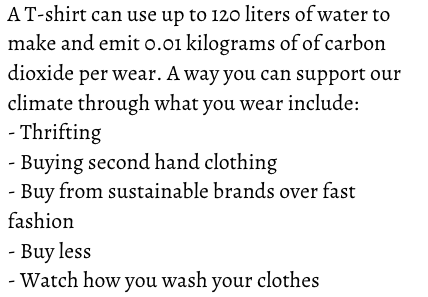 A T-shirt can use up to 120 liters of water to
make and emit 0.01 kilograms of of carbon
dioxide per wear. A way you can support our
climate through what you wear include:
- Thrifting
- Buying second hand clothing
- Buy from sustainable brands over fast
fashion
- Buy less
- Watch how you wash your clothes